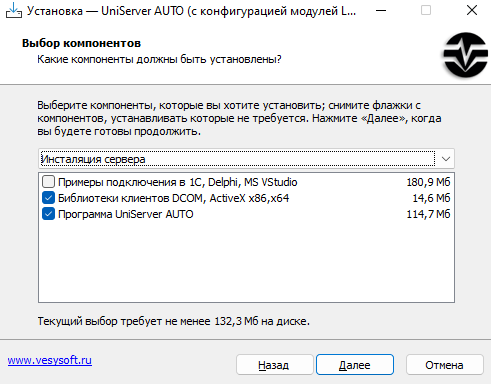 Установка — UniServer AUTO (с конфигурацией модулей L...
Выбор компонентов
Какие компоненты должны быть установлены?
Выберите компоненты, которые вы хотите установить; снимите флажки с
компонентов, устанавливать которые не требуется. Нажмите «Далее», когда
вы будете готовы продолжить.
Инсталяция сервера
Примеры подключения в 1С, Delphi, MS VStudio 180,9 Мб
Библиотеки клиентов DCOM, ActiveX x86,x64 14,6 Мб
Программа UniServer AUTO 114,7 Мб
Текущий выбор требует не менее 132,3 Мб на диске.
www.vesysoft.ru
Назад Далее Отмена